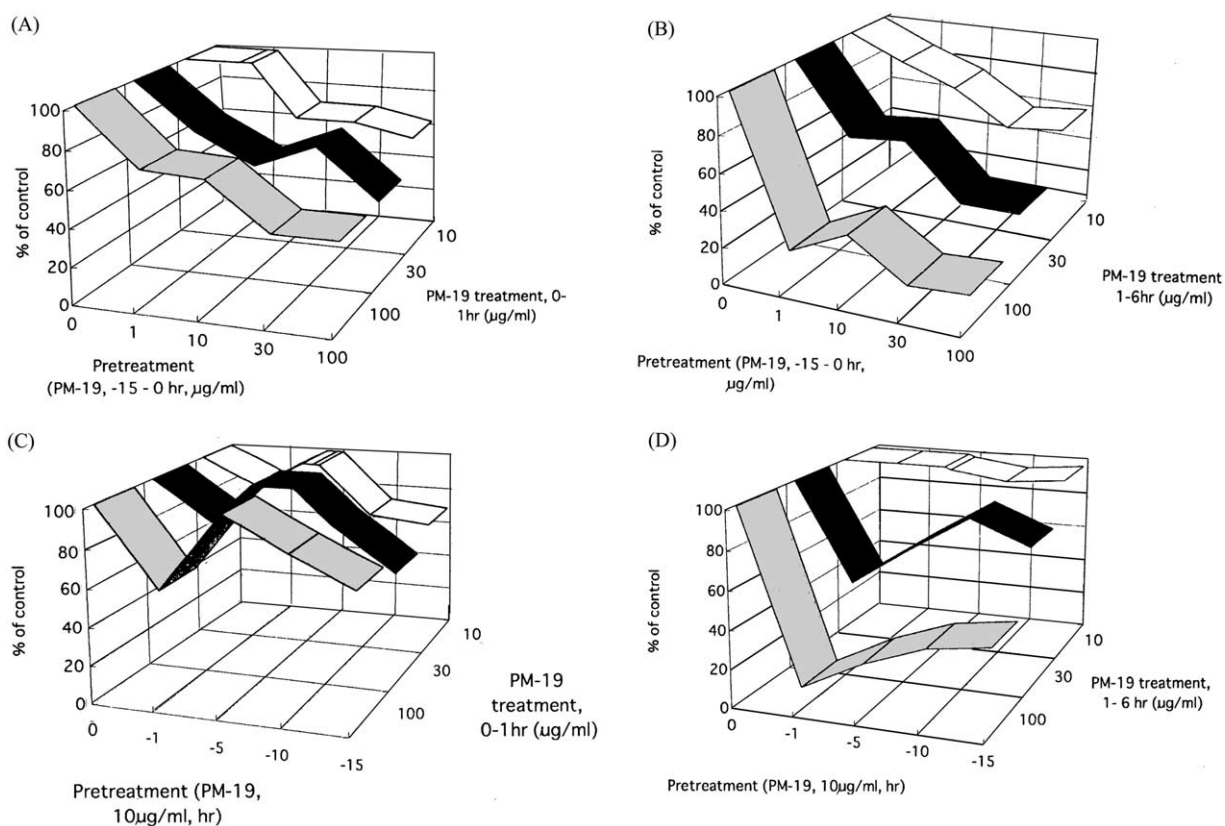 (A)
% of control
100
80
60
40
20
0
0
1
10
30
100
10
30
100
PM-19 treatment, 0-
1hr (µg/ml)
Pretreatment
(PM-19, -15 - 0 hr, µg/ml)
(B)
% of control
100
80
60
40
20
0
0
1
10
30
100
10
30
100
PM-19 treatment
1-6hr (µg/ml)
Pretreatment (PM-19, -15 - 0 hr,
µg/ml)
(C)
% of control
100
80
60
40
20
0
0
-1
-5
-10
-15
10
30
100
PM-19
treatment,
0-1hr (µg/ml)
Pretreatment (PM-19,
10µg/ml, hr)
(D)
% of control
100
80
60
40
20
0
0
-1
-5
-10
-15
10
30
100
PM-19 treatment,
1- 6 hr (µg/ml)
Pretreatment (PM-19, 10µg/ml, hr)